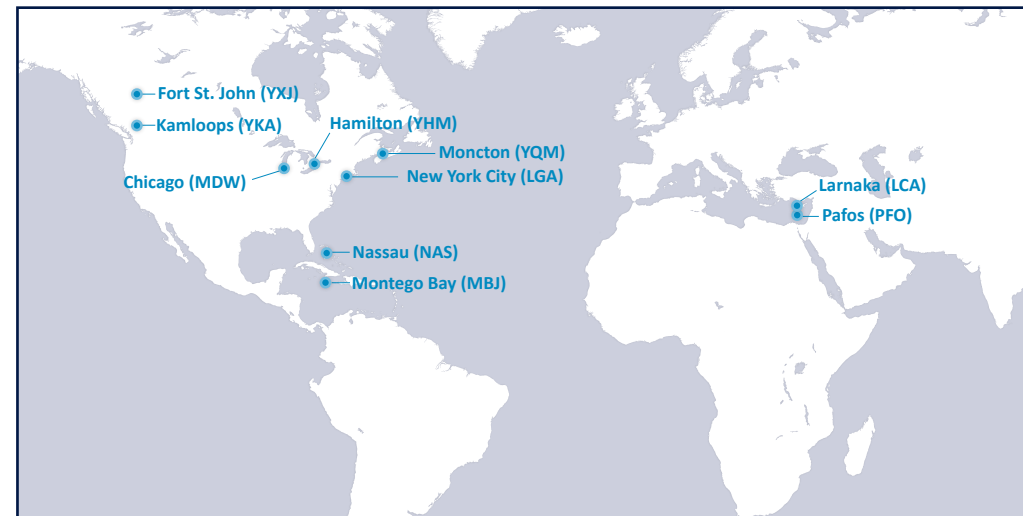 Fort St. John (YXJ)
Kamloops (YKA)
Hamilton (YHM)
Moncton (YQM)
Chicago (MDW)
New York City (LGA)
Larnaka (LCA)
Pafos (PFO)
Nassau (NAS)
Montego Bay (MBJ)